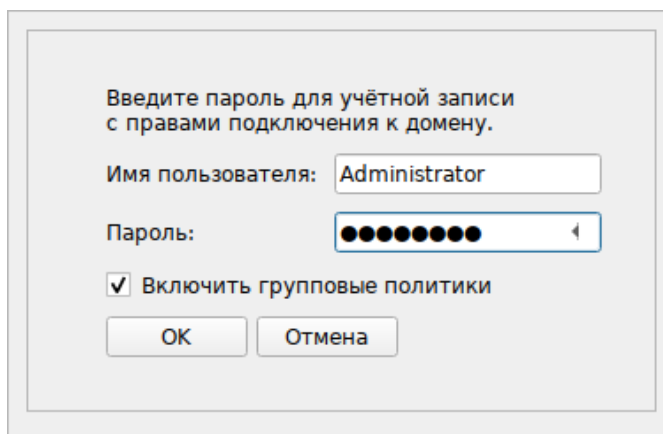 Введите пароль для учётной записи
с правами подключения к домену.
Имя пользователя: Administrator
Пароль: ●●●●●●●●
Включить групповые политики
OK Отмена